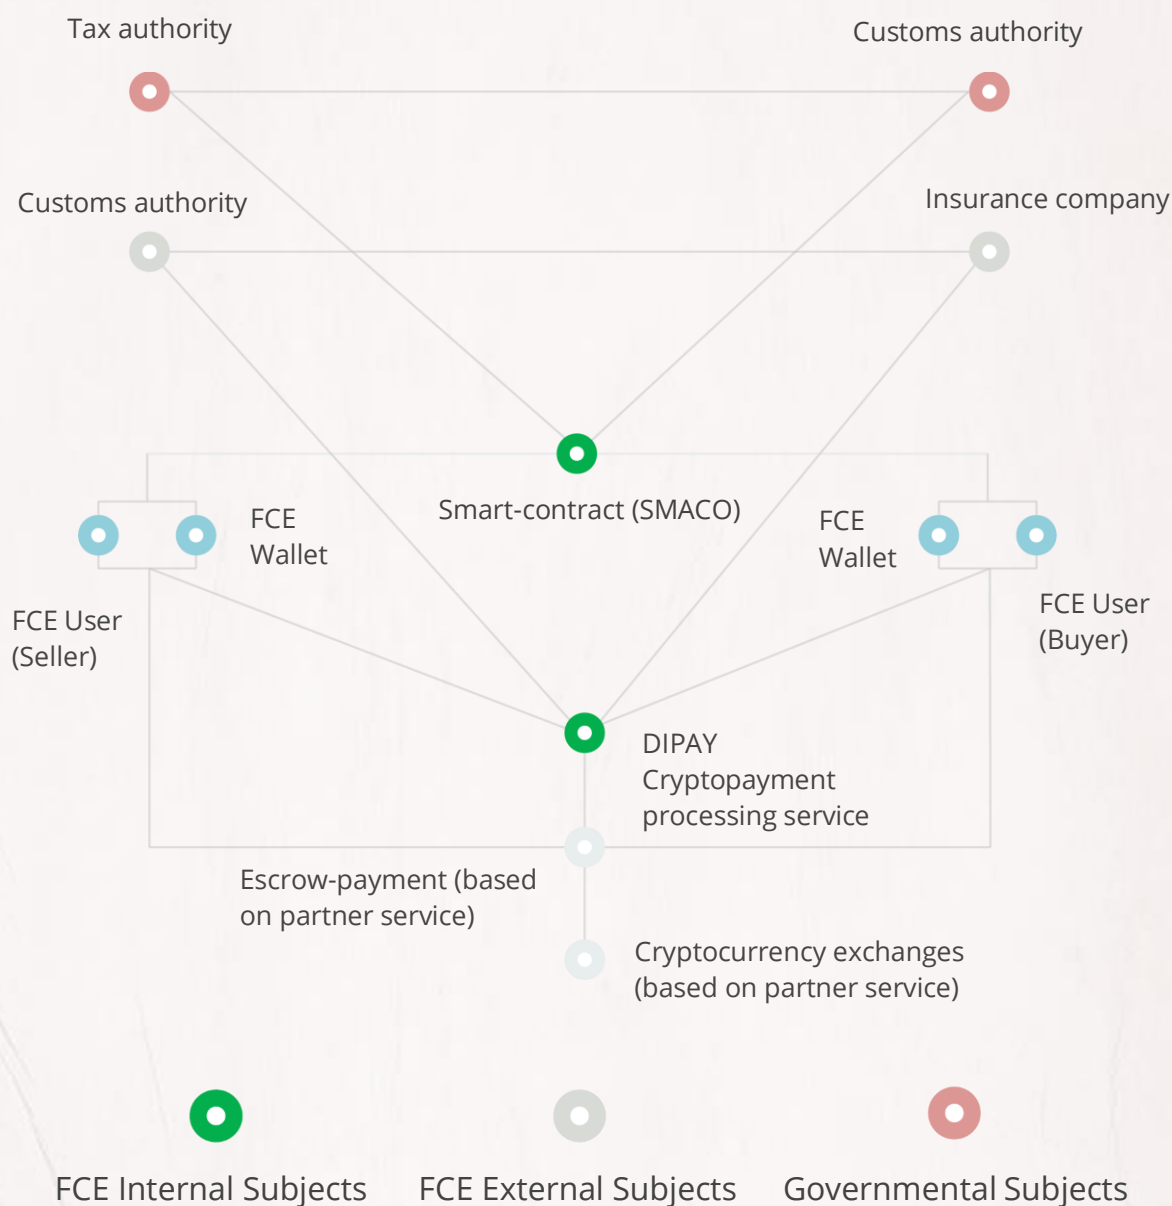 Tax authority
Customs authority
Customs authority
Insurance company
Smart-contract (SMACO)
FCE
Wallet
FCE
Wallet
FCE User
(Seller)
FCE User
(Buyer)
DIPAY
Cryptopayment
processing service
Escrow-payment (based
on partner service)
Cryptocurrency exchanges
(based on partner service)
FCE Internal Subjects
FCE External Subjects
Governmental Subjects